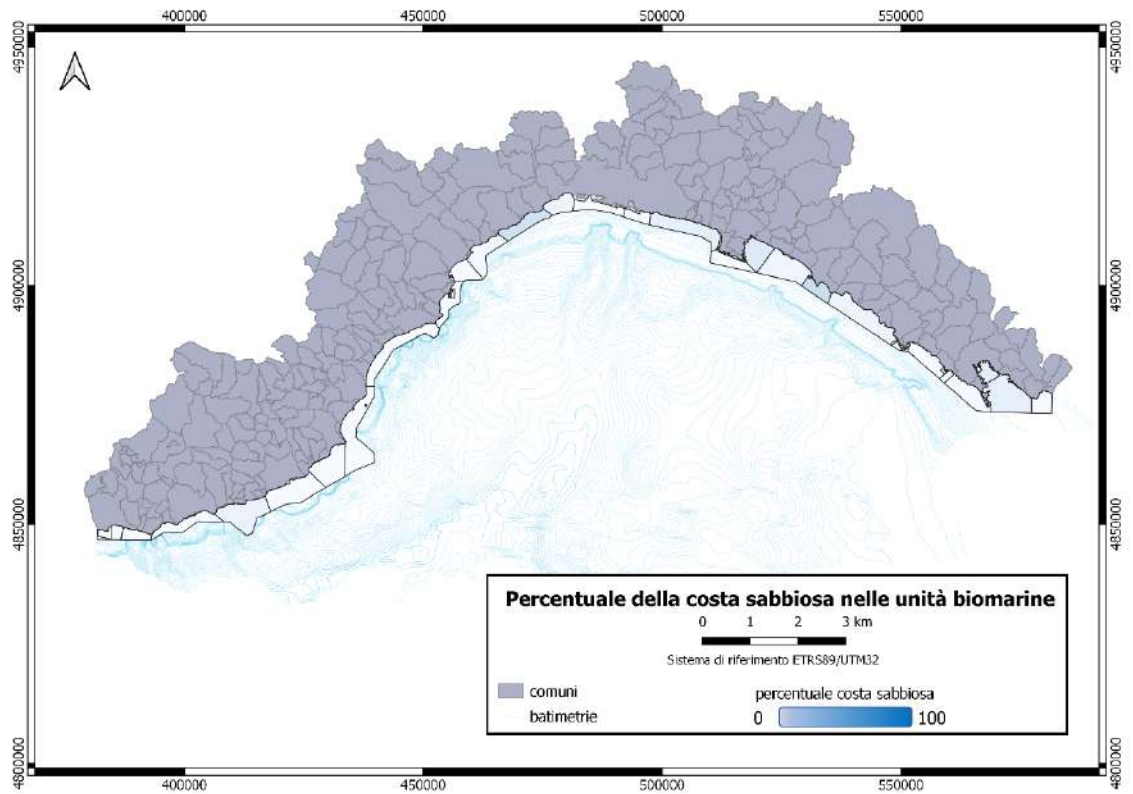 400000 450000 500000 550000
4950000 4950000
4900000 4900000
4850000 4850000
4800000 4800000
Percentuale della costa sabbiosa nelle unità biomarine
0 1 2 3 km
Sistema di riferimento ETRS89/UTM32
comuni
percentuale costa sabbiosa
batimetrie
0 100
400000 450000 500000 550000